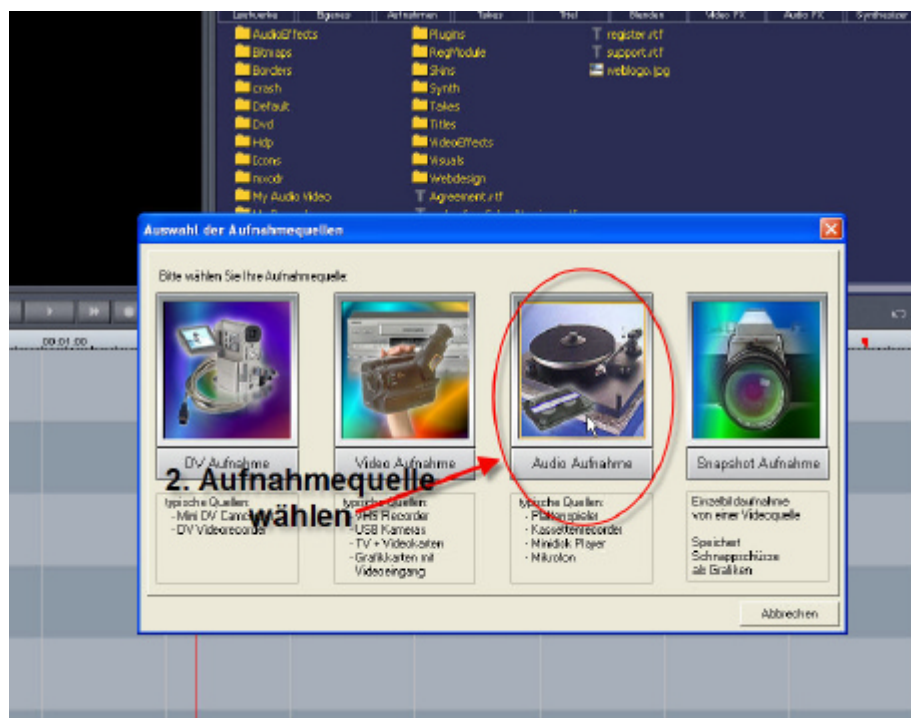 Laufwerke Eigenes Aufnahmen Takes Titel Blenden Video FX Audio FX Synthesizer
AudioEffects Plugins register.rtf
Bitmaps RegModule support.rtf
Borders Skins weblogo.jpg
crash Synth
Default Takes
Dvd Titles
Hdp VideoEffects
Icons Visuals
mxcdr Webdesign
My Audio Video Agreement.rtf
Auswahl der Aufnahmequellen
Bitte wählen Sie Ihre Aufnahmequelle:
00:01:00
DV Aufnahme Video Aufnahme Audio Aufnahme Snapshot Aufnahme
2. Aufnahmequelle
wählen
typische Quellen:
- Mini DV
- DV Videorecorder
typische Quellen:
- VHS Recorder
- USB Kameras
- TV + Videokarten
- Grafikkarten mit
Videoeingang
typische Quellen:
- Plattenspieler
- Kassettenrecorder
- Minidisk Player
- Mikrofon
Einzelbildaufnahme
von einer Videoquelle
Speichert
Schnappschüsse
als Grafiken
Abbrechen